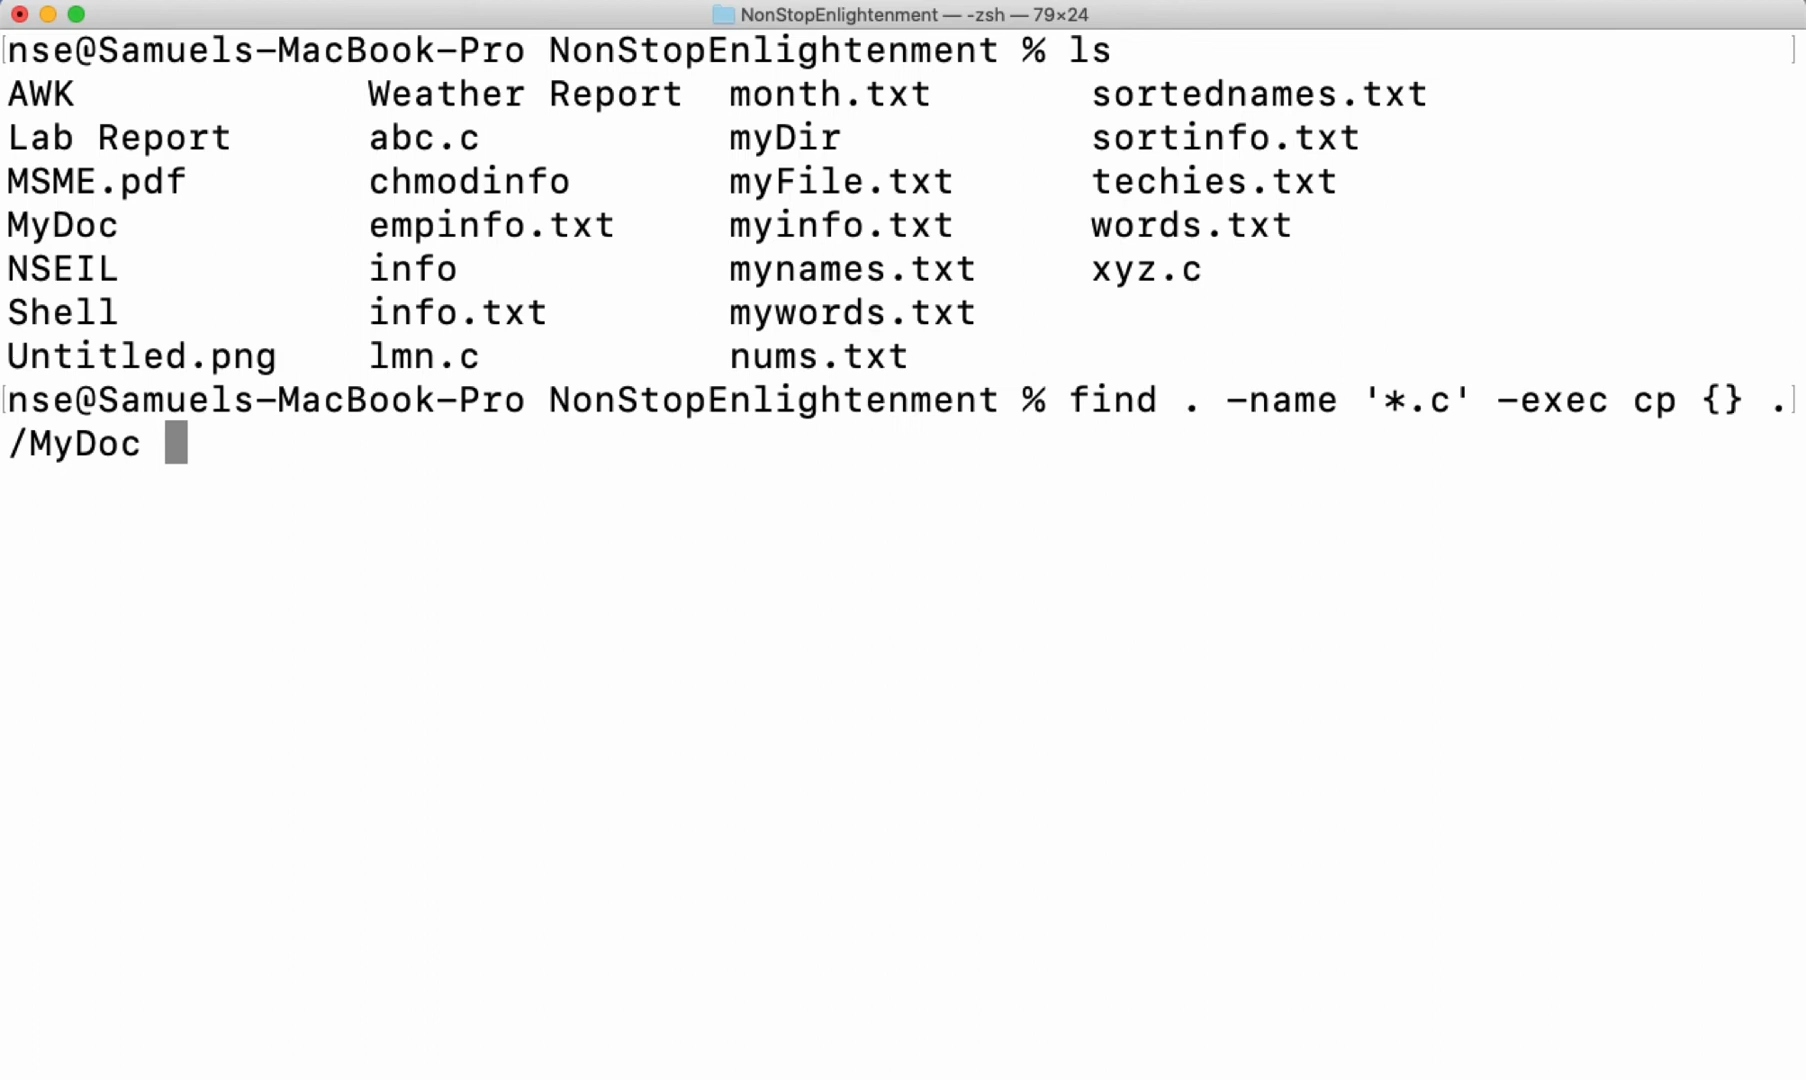 NonStopEnlightenment — -zsh — 79×24
[nse@Samuels-MacBook-Pro NonStopEnlightenment % ls ]
AWK Weather Report month.txt sortednames.txt
Lab Report abc.c myDir sortinfo.txt
MSME.pdf chmodinfo myFile.txt techies.txt
MyDoc empinfo.txt myinfo.txt words.txt
NSEIL info mynames.txt xyz.c
Shell info.txt mywords.txt
Untitled.png lmn.c nums.txt
[nse@Samuels-MacBook-Pro NonStopEnlightenment % find . -name '*.c' -exec cp {} .]
/MyDoc